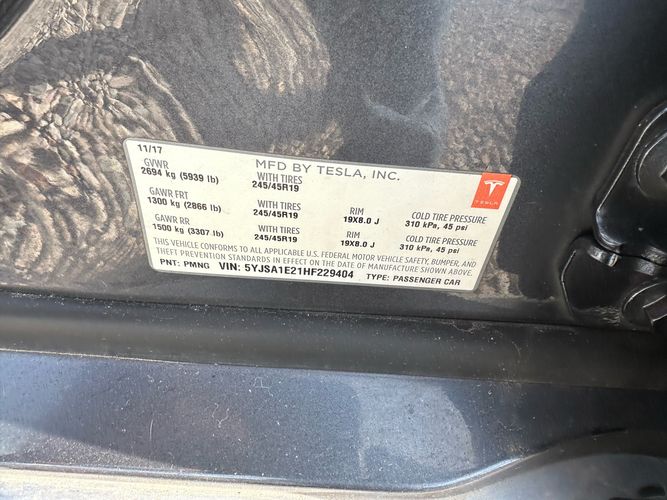 11/17
MFD BY TESLA, INC.
GVWR
2694 kg (5939 lb)
WITH TIRES
245/45R19
TESLA
GAWR FRT
1300 kg (2866 lb)
WITH TIRES
245/45R19
RIM
19X8.0 J
COLD TIRE PRESSURE
310 kPa, 45 psi
GAWR RR
1500 kg (3307 lb)
WITH TIRES
245/45R19
RIM
19X8.0 J
COLD TIRE PRESSURE
310 kPa, 45 psi
THIS VEHICLE CONFORMS TO ALL APPLICABLE U.S. FEDERAL MOTOR VEHICLE SAFETY, BUMPER, AND
THEFT PREVENTION STANDARDS IN EFFECT ON THE DATE OF MANUFACTURE SHOWN ABOVE.
PNT: PMNG VIN: 5YJSA1E21HF229404 TYPE: PASSENGER CAR